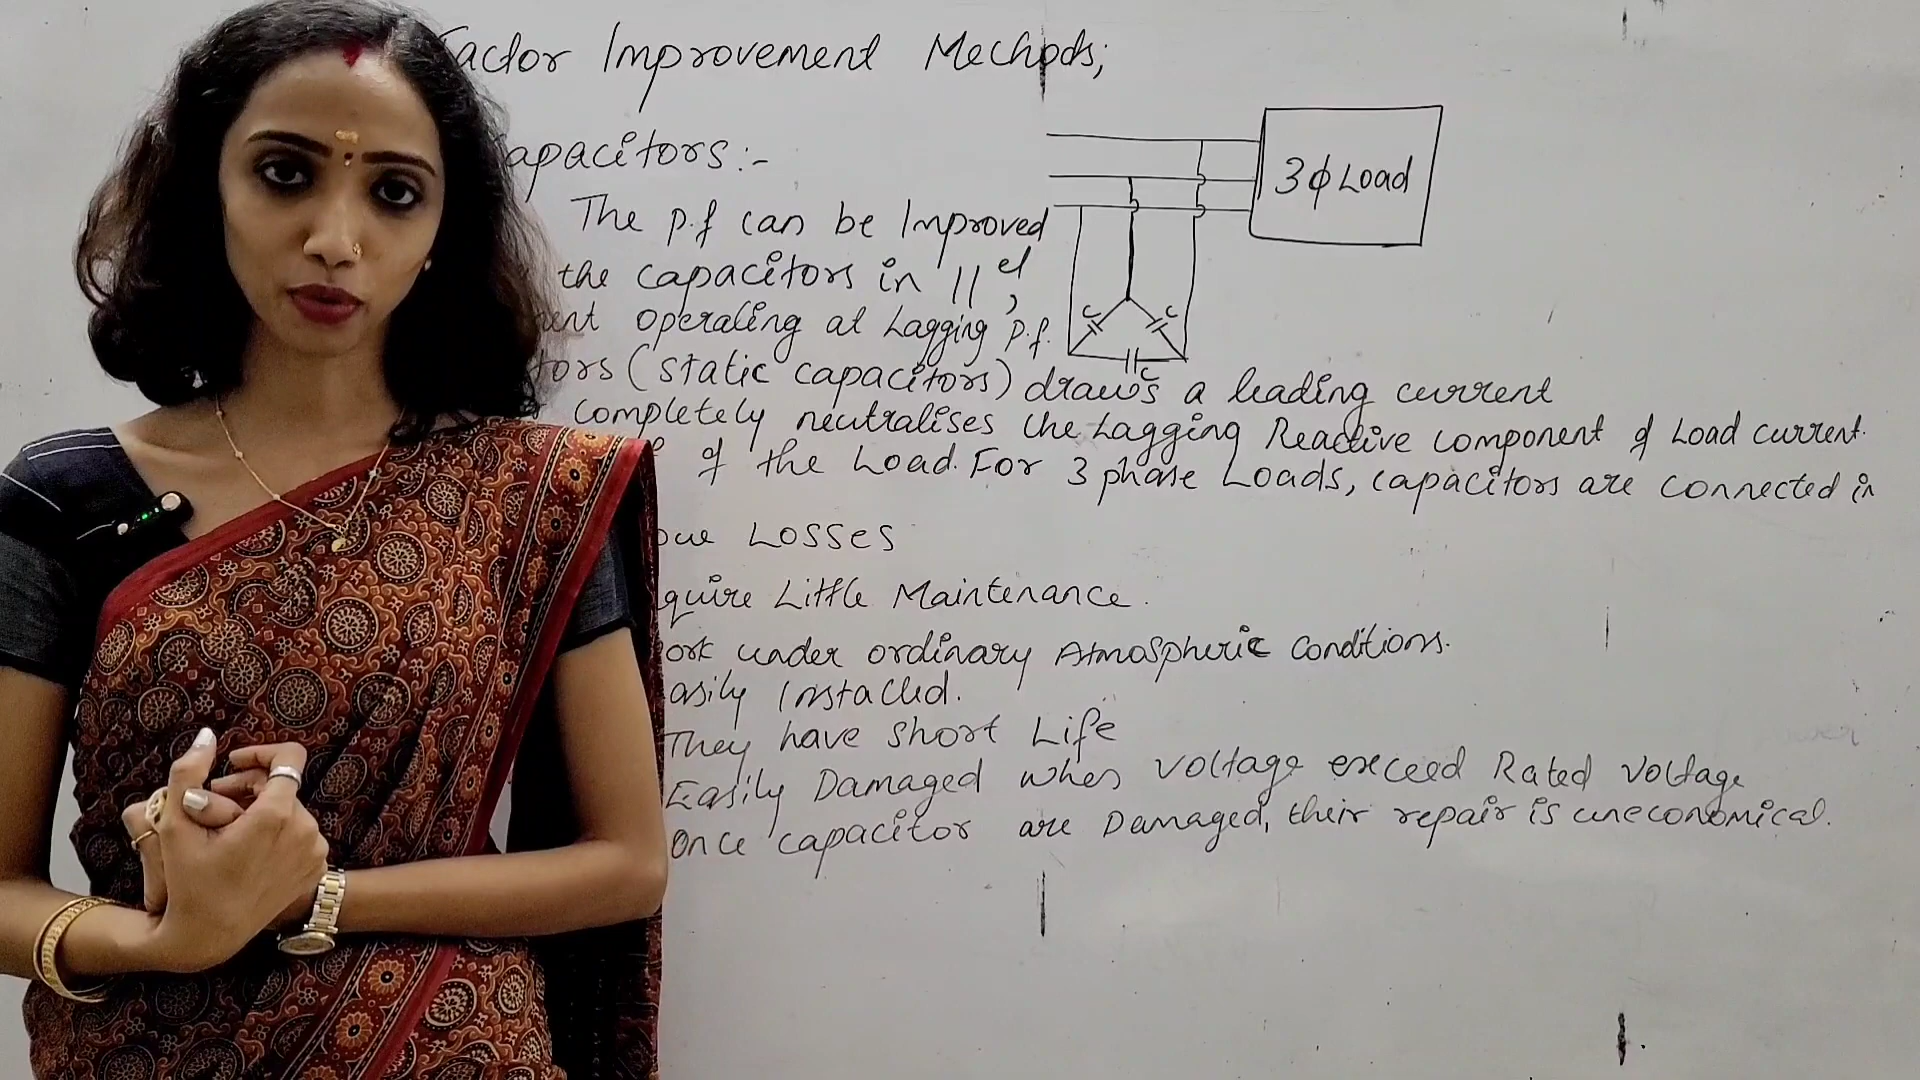 Factor Improvement Methods;
Capacitors:-
3ϕ Load
The p.f can be Improved
the capacitors in ||el,
operating at Lagging p.f.
C C
C
(static capacitors) draws a leading current
completely neutralises the Lagging Reactive component of Load current.
of the Load. For 3 phase Loads, capacitors are connected in
Losses
Little Maintenance.
under ordinary Atmospheric Conditions.
Installed.
They have short Life
Easily Damaged when voltage exceed Rated voltage
Once capacitor are Damaged, their repair is uneconomical.